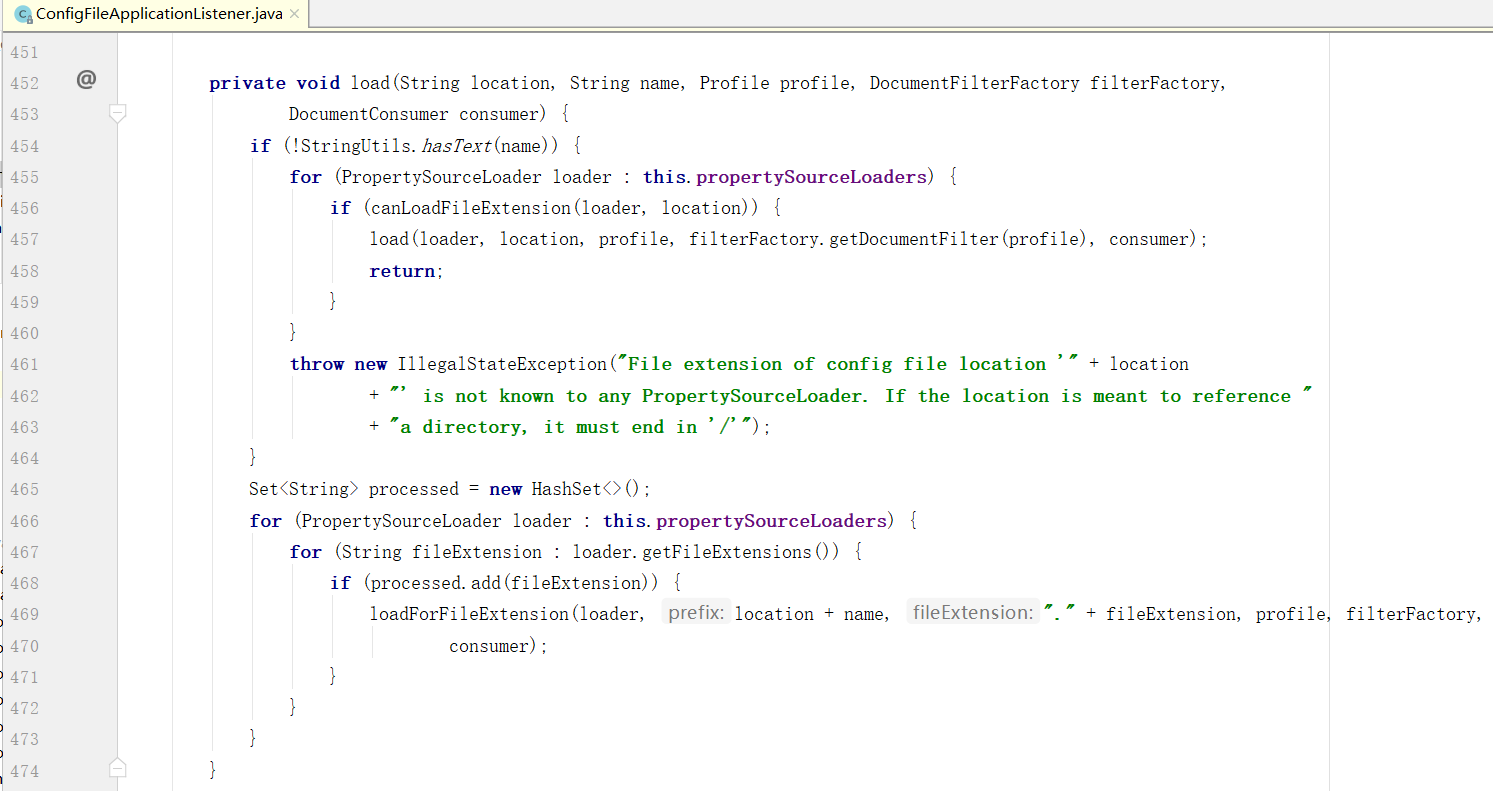 ConfigFileApplicationListener.java
451
452 @ private void load(String location, String name, Profile profile, DocumentFilterFactory filterFactory,
453 DocumentConsumer consumer) {
454 if (!StringUtils.hasText(name)) {
455 for (PropertySourceLoader loader : this.propertySourceLoaders) {
456 if (canLoadFileExtension(loader, location)) {
457 load(loader, location, profile, filterFactory.getDocumentFilter(profile), consumer);
458 return;
459 }
460 }
461 throw new IllegalStateException("File extension of config file location '" + location
462 + "' is not known to any PropertySourceLoader. If the location is meant to reference "
463 + "a directory, it must end in '/'");
464 }
465 Set<String> processed = new HashSet<>();
466 for (PropertySourceLoader loader : this.propertySourceLoaders) {
467 for (String fileExtension : loader.getFileExtensions()) {
468 if (processed.add(fileExtension)) {
469 loadForFileExtension(loader, prefix: location + name, fileExtension: "." + fileExtension, profile, filterFactory,
470 consumer);
471 }
472 }
473 }
474 }